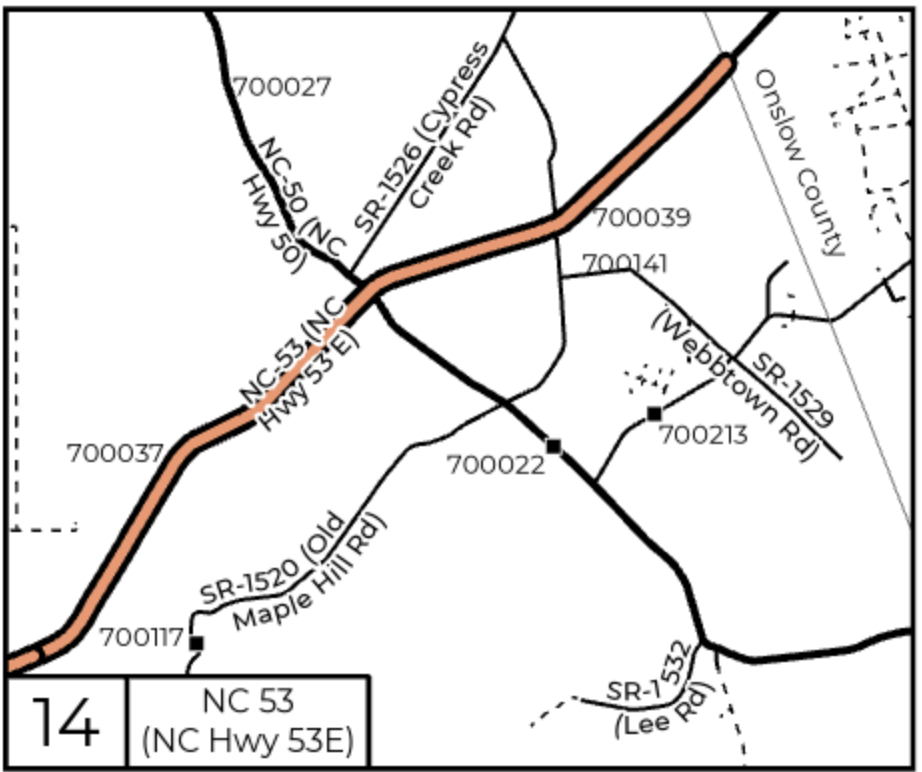 700027
SR-1526 (Cypress
Creek Rd)
Onslow County
NC-50 (NC
Hwy 50)
700039
700141
NC-53 (NC
Hwy 53 E)
SR-1529
(Webbtown Rd)
700037
700213
700022
SR-1520 (Old
Maple Hill Rd)
700117
SR-1 532
(Lee Rd)
14
NC 53
(NC Hwy 53E)